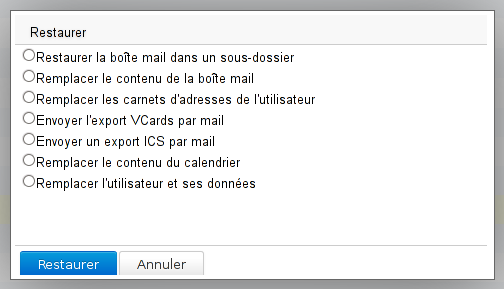 Restaurer
Restaurer la boîte mail dans un sous-dossier
Remplacer le contenu de la boîte mail
Remplacer les carnets d'adresses de l'utilisateur
Envoyer l'export VCards par mail
Envoyer un export ICS par mail
Remplacer le contenu du calendrier
Remplacer l'utilisateur et ses données
Restaurer Annuler